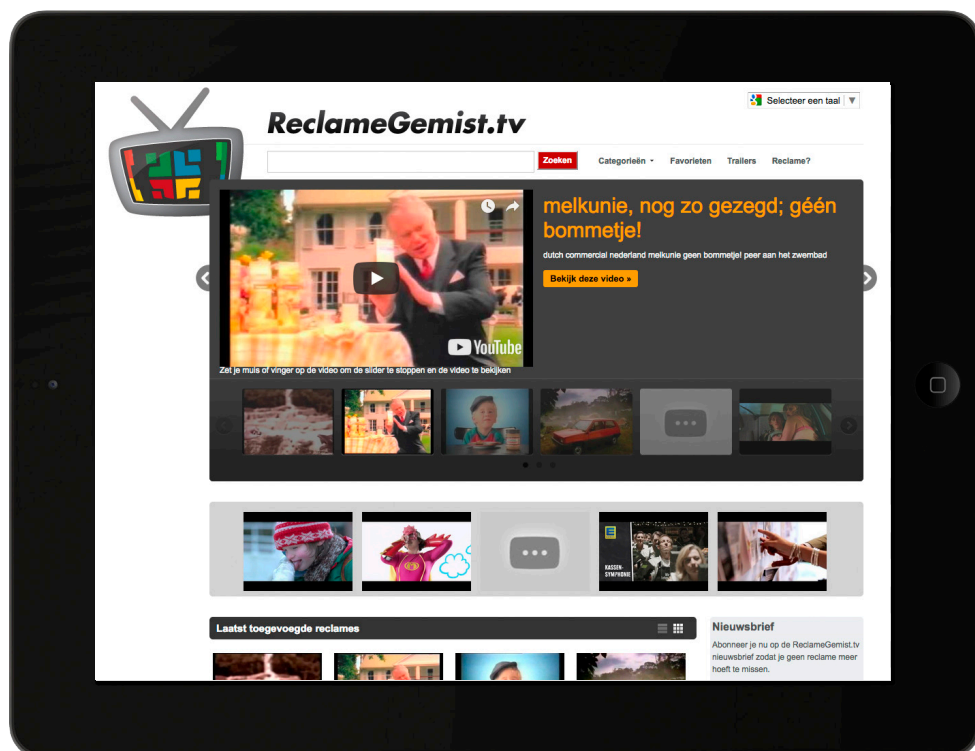 Selecteer een taal ▼
ReclameGemist.tv
Zoeken
Categorieën
Favorieten
Trailers
Reclame?
melkunie, nog zo gezegd; géén
bommetje!
dutch commercial nederland melkunie geen bommetje! peer aan het zwembad
Bekijk deze video »
YouTube
Zet je muis of vinger op de video om de slider te stoppen en de video te bekijken
E
KASSEN-
SYMPHONIE
Laatst toegevoegde reclames
Nieuwsbrief
Abonneer je nu op de ReclameGemist.tv
nieuwsbrief zodat je geen reclame meer
hoeft te missen.